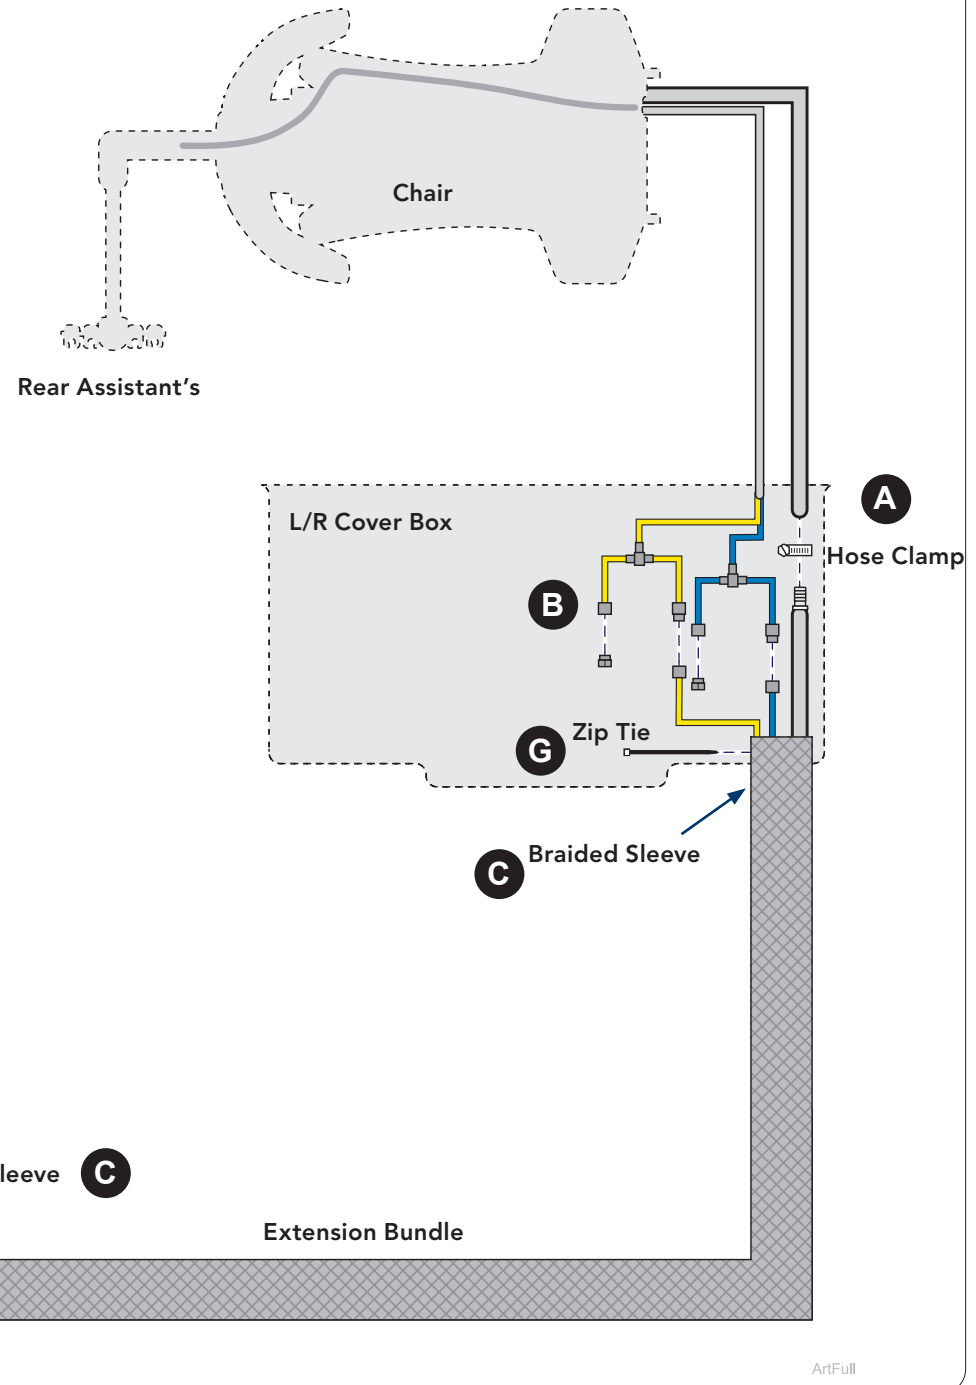 Chair
Rear Assistant's
A
L/R Cover Box
Hose Clamp
B
Zip Tie
G
Braided Sleeve
C
leeve
C
Extension Bundle
ArtFull